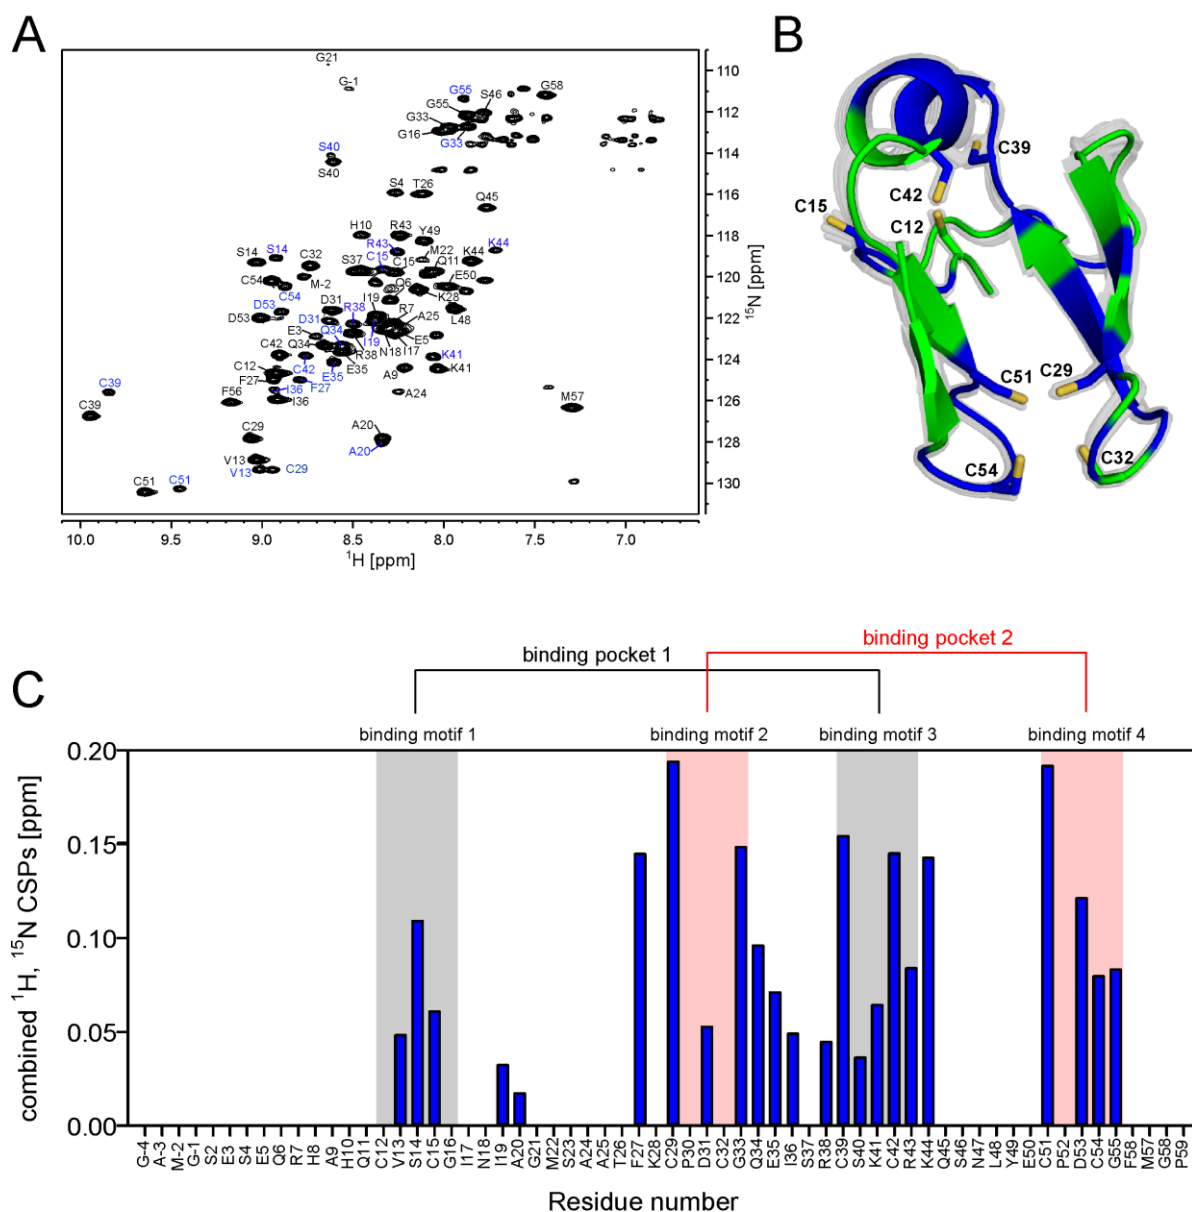 A
G21
G-1
G58
G55
G55
S46
G33
G16
G33
S40
S40
S4
T26
Q45
H10
R43
Y49
S14
S14
C32
R43
M22
K44
K44
S37
C15
C15
Q11
C54
M-2
E50
C54
Q6
K28
D53
D31
I19
R7
L48
D53
D31
R38
A25
E3
Q34
I19
E5
Q34
R38
N18
I17
C42
E35
K41
C12
C42
E35
A9
K41
F27
I36
F27
C39
A24
F56
I36
M57
C39
A20
C29
V13
A20
V13
C29
C51
C51
110
112
114
116
118
120
122
124
126
128
130
15N [ppm]
10.0 9.0 8.5 8.0 7.5 7.0
1H [ppm]
B
C39
C42
C15
C12
C51
C29
C54
C32
binding pocket 2
binding pocket 1
C
binding motif 1 binding motif 2 binding motif 3 binding motif 4
0.20
0.15
0.10
0.05
0.00
combined 1H, 15N CSPs [ppm]
G-4 A-3 M-2 G-1 S2 E3 S4 E5 Q6 R7 H8 A9 H10 Q11 C12 V13 S14 C15 G16 I17 N18 I19 A20 G21 M22 S23 A24 A25 T26 F27 K28 C29 P30 D31 C32 G33 Q34 E35 I36 S37 R38 C39 S40 K41 C42 R43 K44 Q45 S46 N47 L48 Y49 E50 C51 P52 D53 C54 G55 F58 M57 G58 P59
Residue number